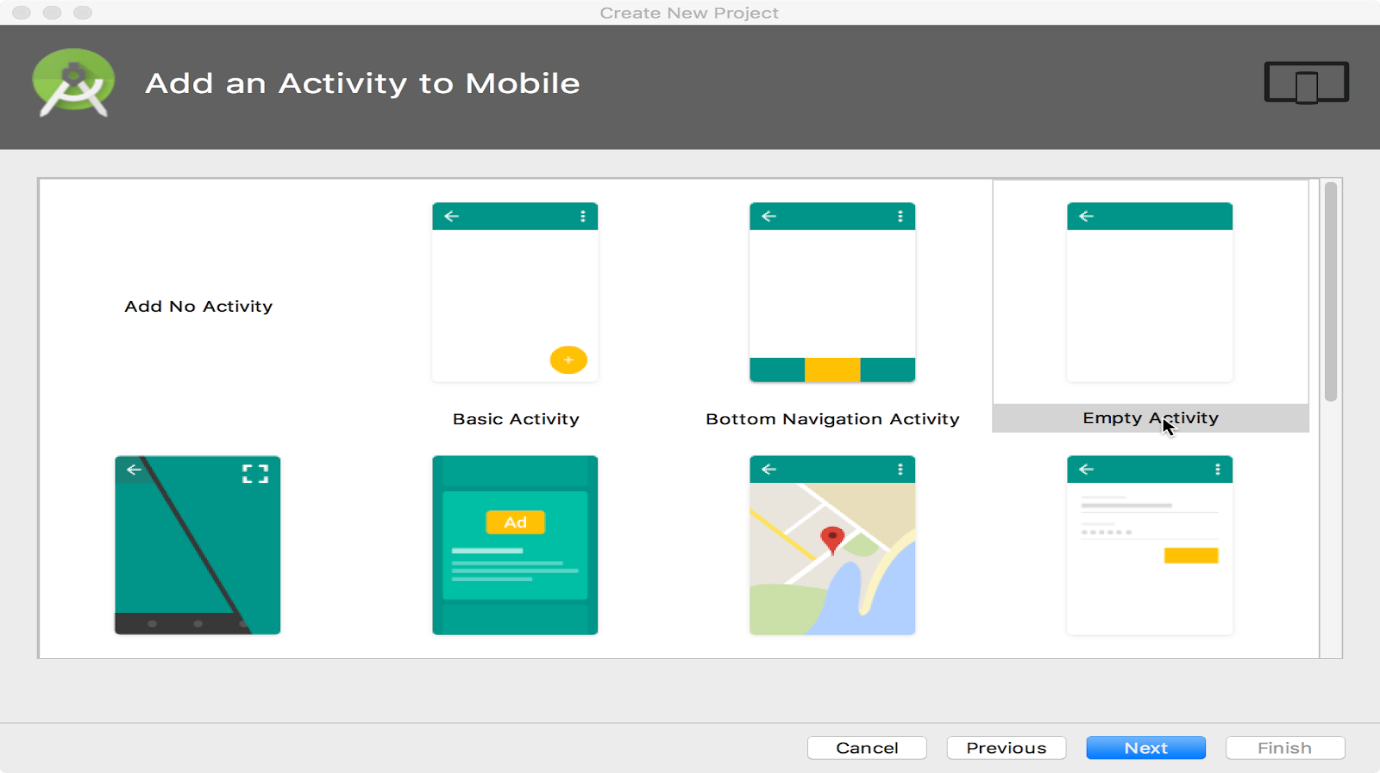 Create New Project
Add an Activity to Mobile
Add No Activity
Basic Activity
Bottom Navigation Activity
Empty Activity
Ad
Cancel
Previous
Next
Finish